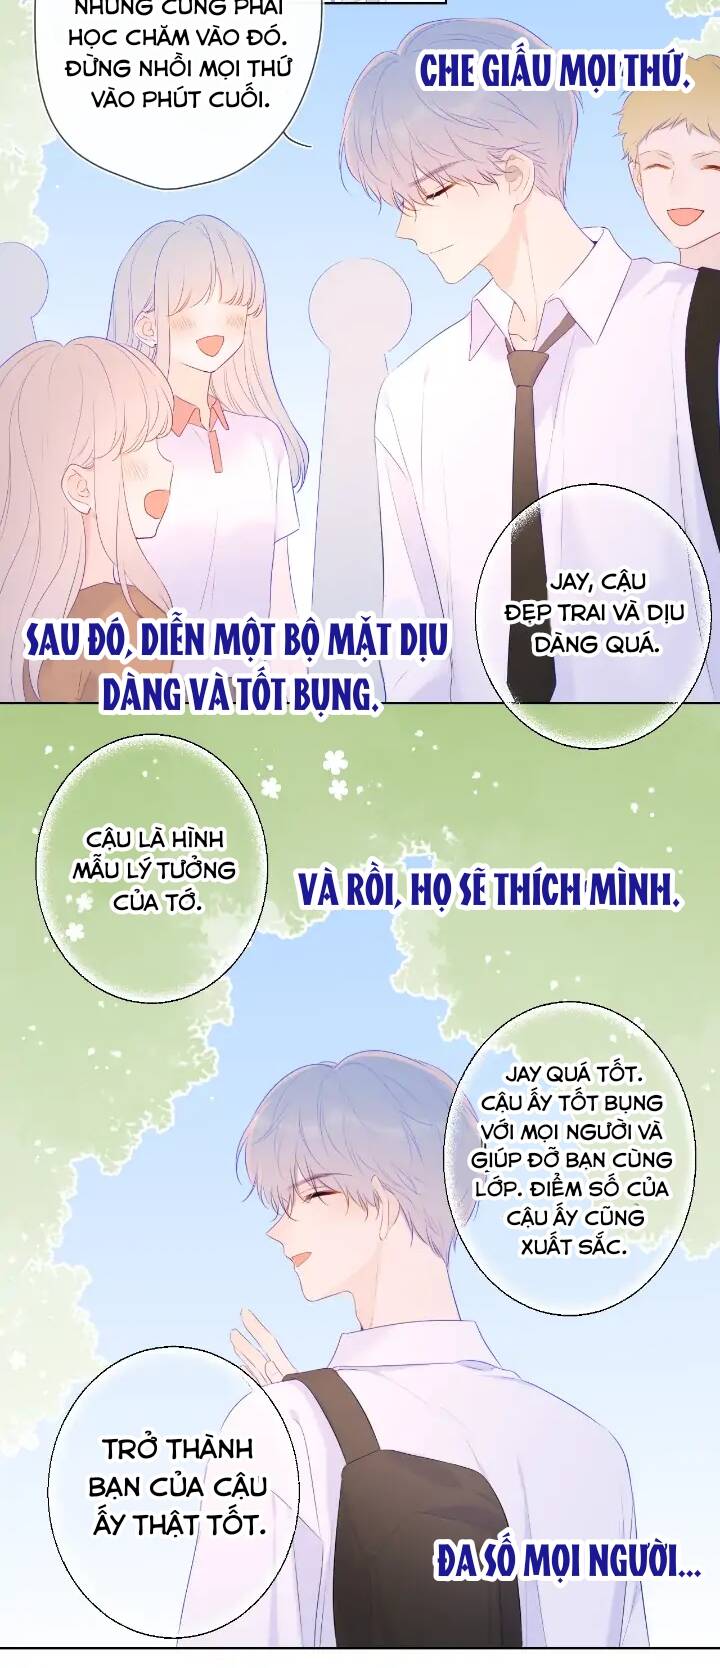 NHƯNG CŨNG PHẢI
HỌC CHĂM VÀO ĐÓ.
ĐỪNG NHỒI MỌI THỨ
VÀO PHÚT CUỐI.
CHE GIẤU MỌI THỨ.
JAY, CẬU
ĐẸP TRAI VÀ DỊU
DÀNG QUÁ.
SAU ĐÓ, DIỄN MỘT BỘ MẶT DỊU
DÀNG VÀ TỐT BỤNG.
CẬU LÀ HÌNH
MẪU LÝ TƯỞNG
CỦA TỚ.
VÀ RỒI, HỌ SẼ THÍCH MÌNH.
JAY QUÁ TỐT.
CẬU ẤY TỐT BỤNG
VỚI MỌI NGƯỜI VÀ
GIÚP ĐỠ BẠN CÙNG
LỚP. ĐIỂM SỐ CỦA
CẬU ẤY CŨNG
XUẤT SẮC.
TRỞ THÀNH
BẠN CỦA CẬU
ẤY THẬT TỐT.
ĐA SỐ MỌI NGƯỜI...